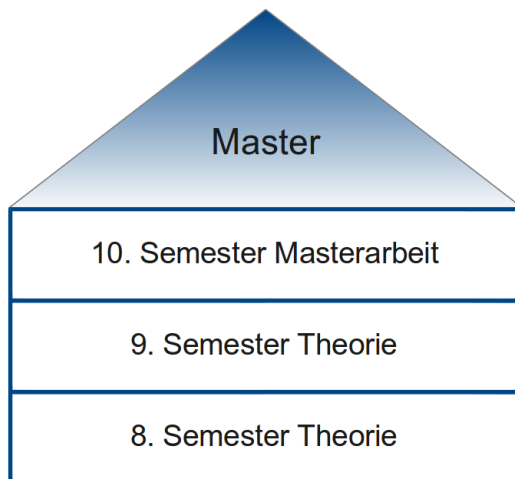 Master
10. Semester Masterarbeit
9. Semester Theorie
8. Semester Theorie